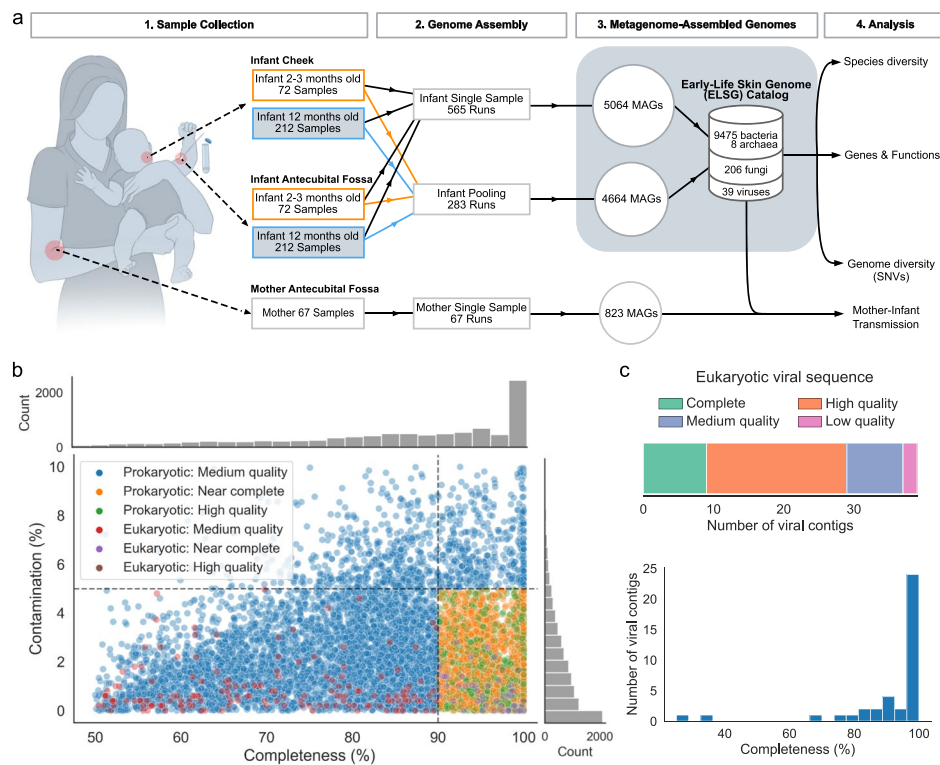 a
1. Sample Collection
2. Genome Assembly
3. Metagenome-Assembled Genomes
4. Analysis
Infant Cheek
Infant 2-3 months old
72 Samples
Infant 12 months old
212 Samples
Infant Antecubital Fossa
Infant 2-3 months old
72 Samples
Infant 12 months old
212 Samples
Mother Antecubital Fossa
Mother 67 Samples
Infant Single Sample
565 Runs
Infant Pooling
283 Runs
Mother Single Sample
67 Runs
5064 MAGs
4664 MAGs
823 MAGs
Early-Life Skin Genome
(ELSG) Catalog
9475 bacteria
8 archaea
206 fungi
39 viruses
Species diversity
Genes & Functions
Genome diversity
(SNVs)
Mother-Infant
Transmission
b
Count
2000
0
Contamination (%)
10
8
6
4
2
0
Prokaryotic: Medium quality
Prokaryotic: Near complete
Prokaryotic: High quality
Eukaryotic: Medium quality
Eukaryotic: Near complete
Eukaryotic: High quality
50 60 70 80 90 100
Completeness (%)
0 2000
Count
c
Eukaryotic viral sequence
Complete
High quality
Medium quality
Low quality
0 10 20 30
Number of viral contigs
Number of viral contigs
25
20
15
10
5
0
40 60 80 100
Completeness (%)